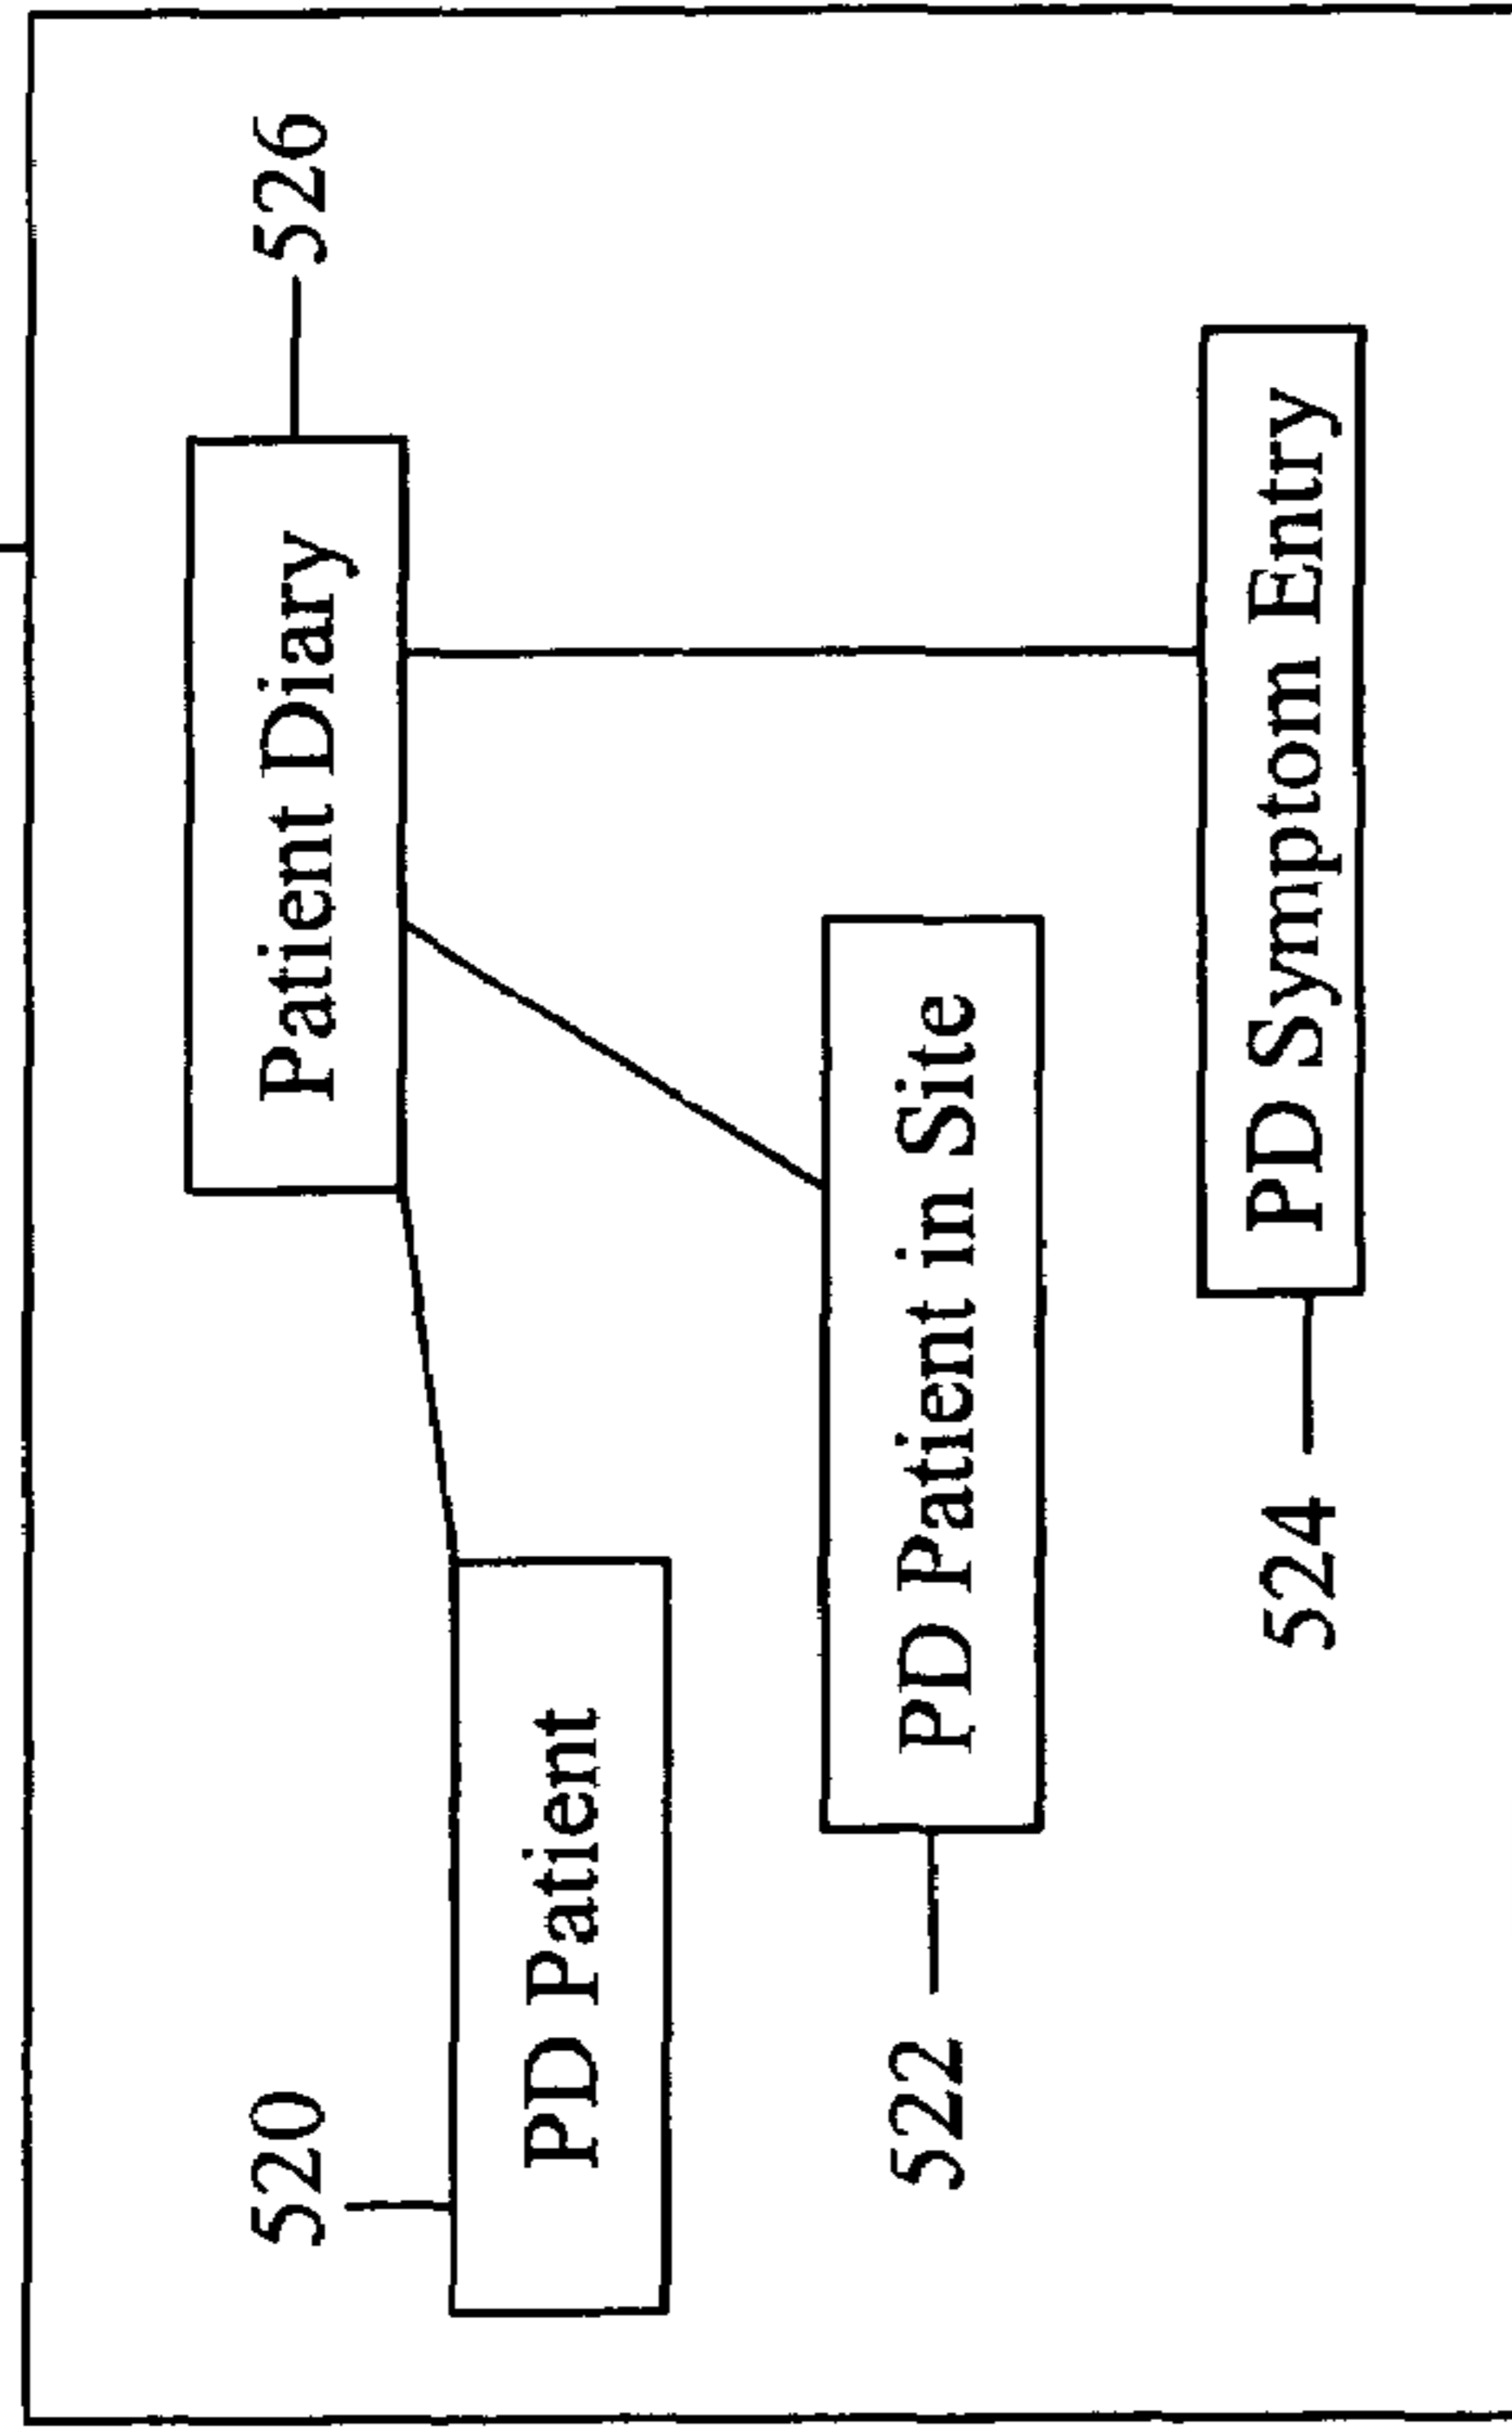 Patient Diary
526
520
PD Patient
PD Patient in Site
522
PD Symptom Entry
524